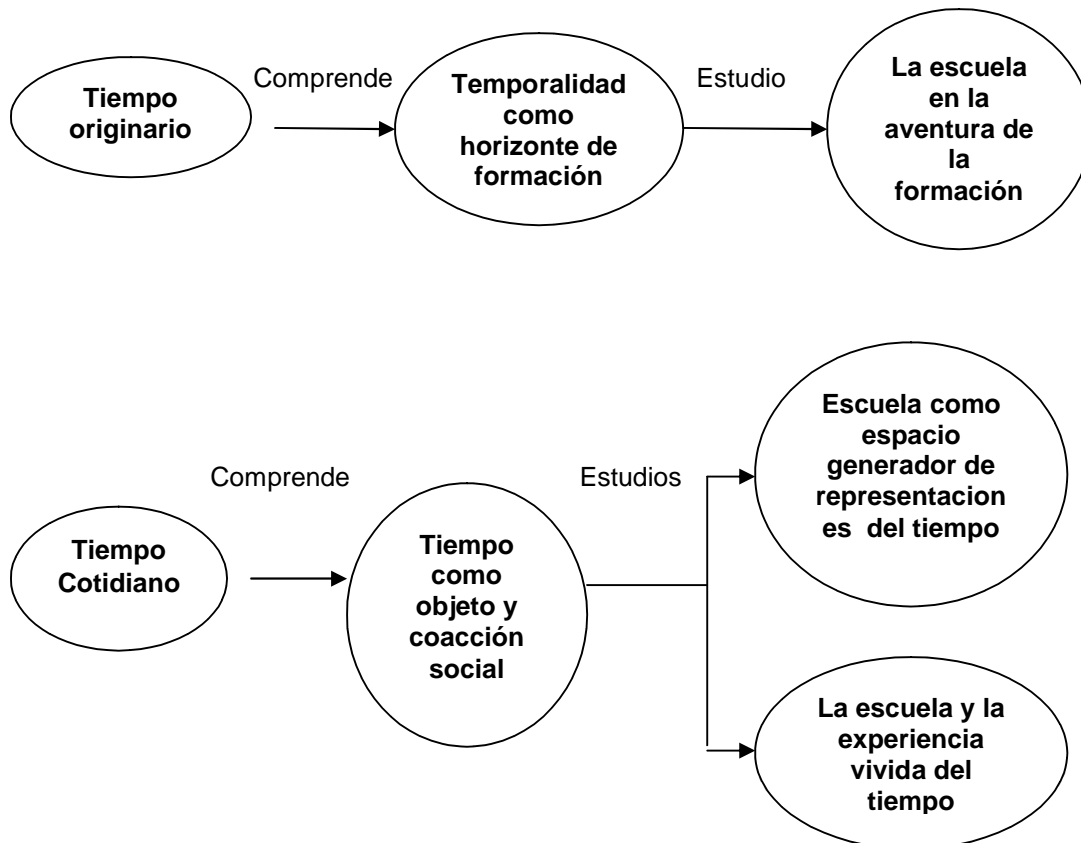 Tiempo
originario
Comprende
Temporalidad
como
horizonte de
formación
Estudio
La escuela
en la
aventura de
la
formación
Tiempo
Cotidiano
Comprende
Tiempo
como
objeto y
coacción
social
Estudios
Escuela como
espacio
generador de
representacion
es del tiempo
La escuela y la
experiencia
vivida del
tiempo